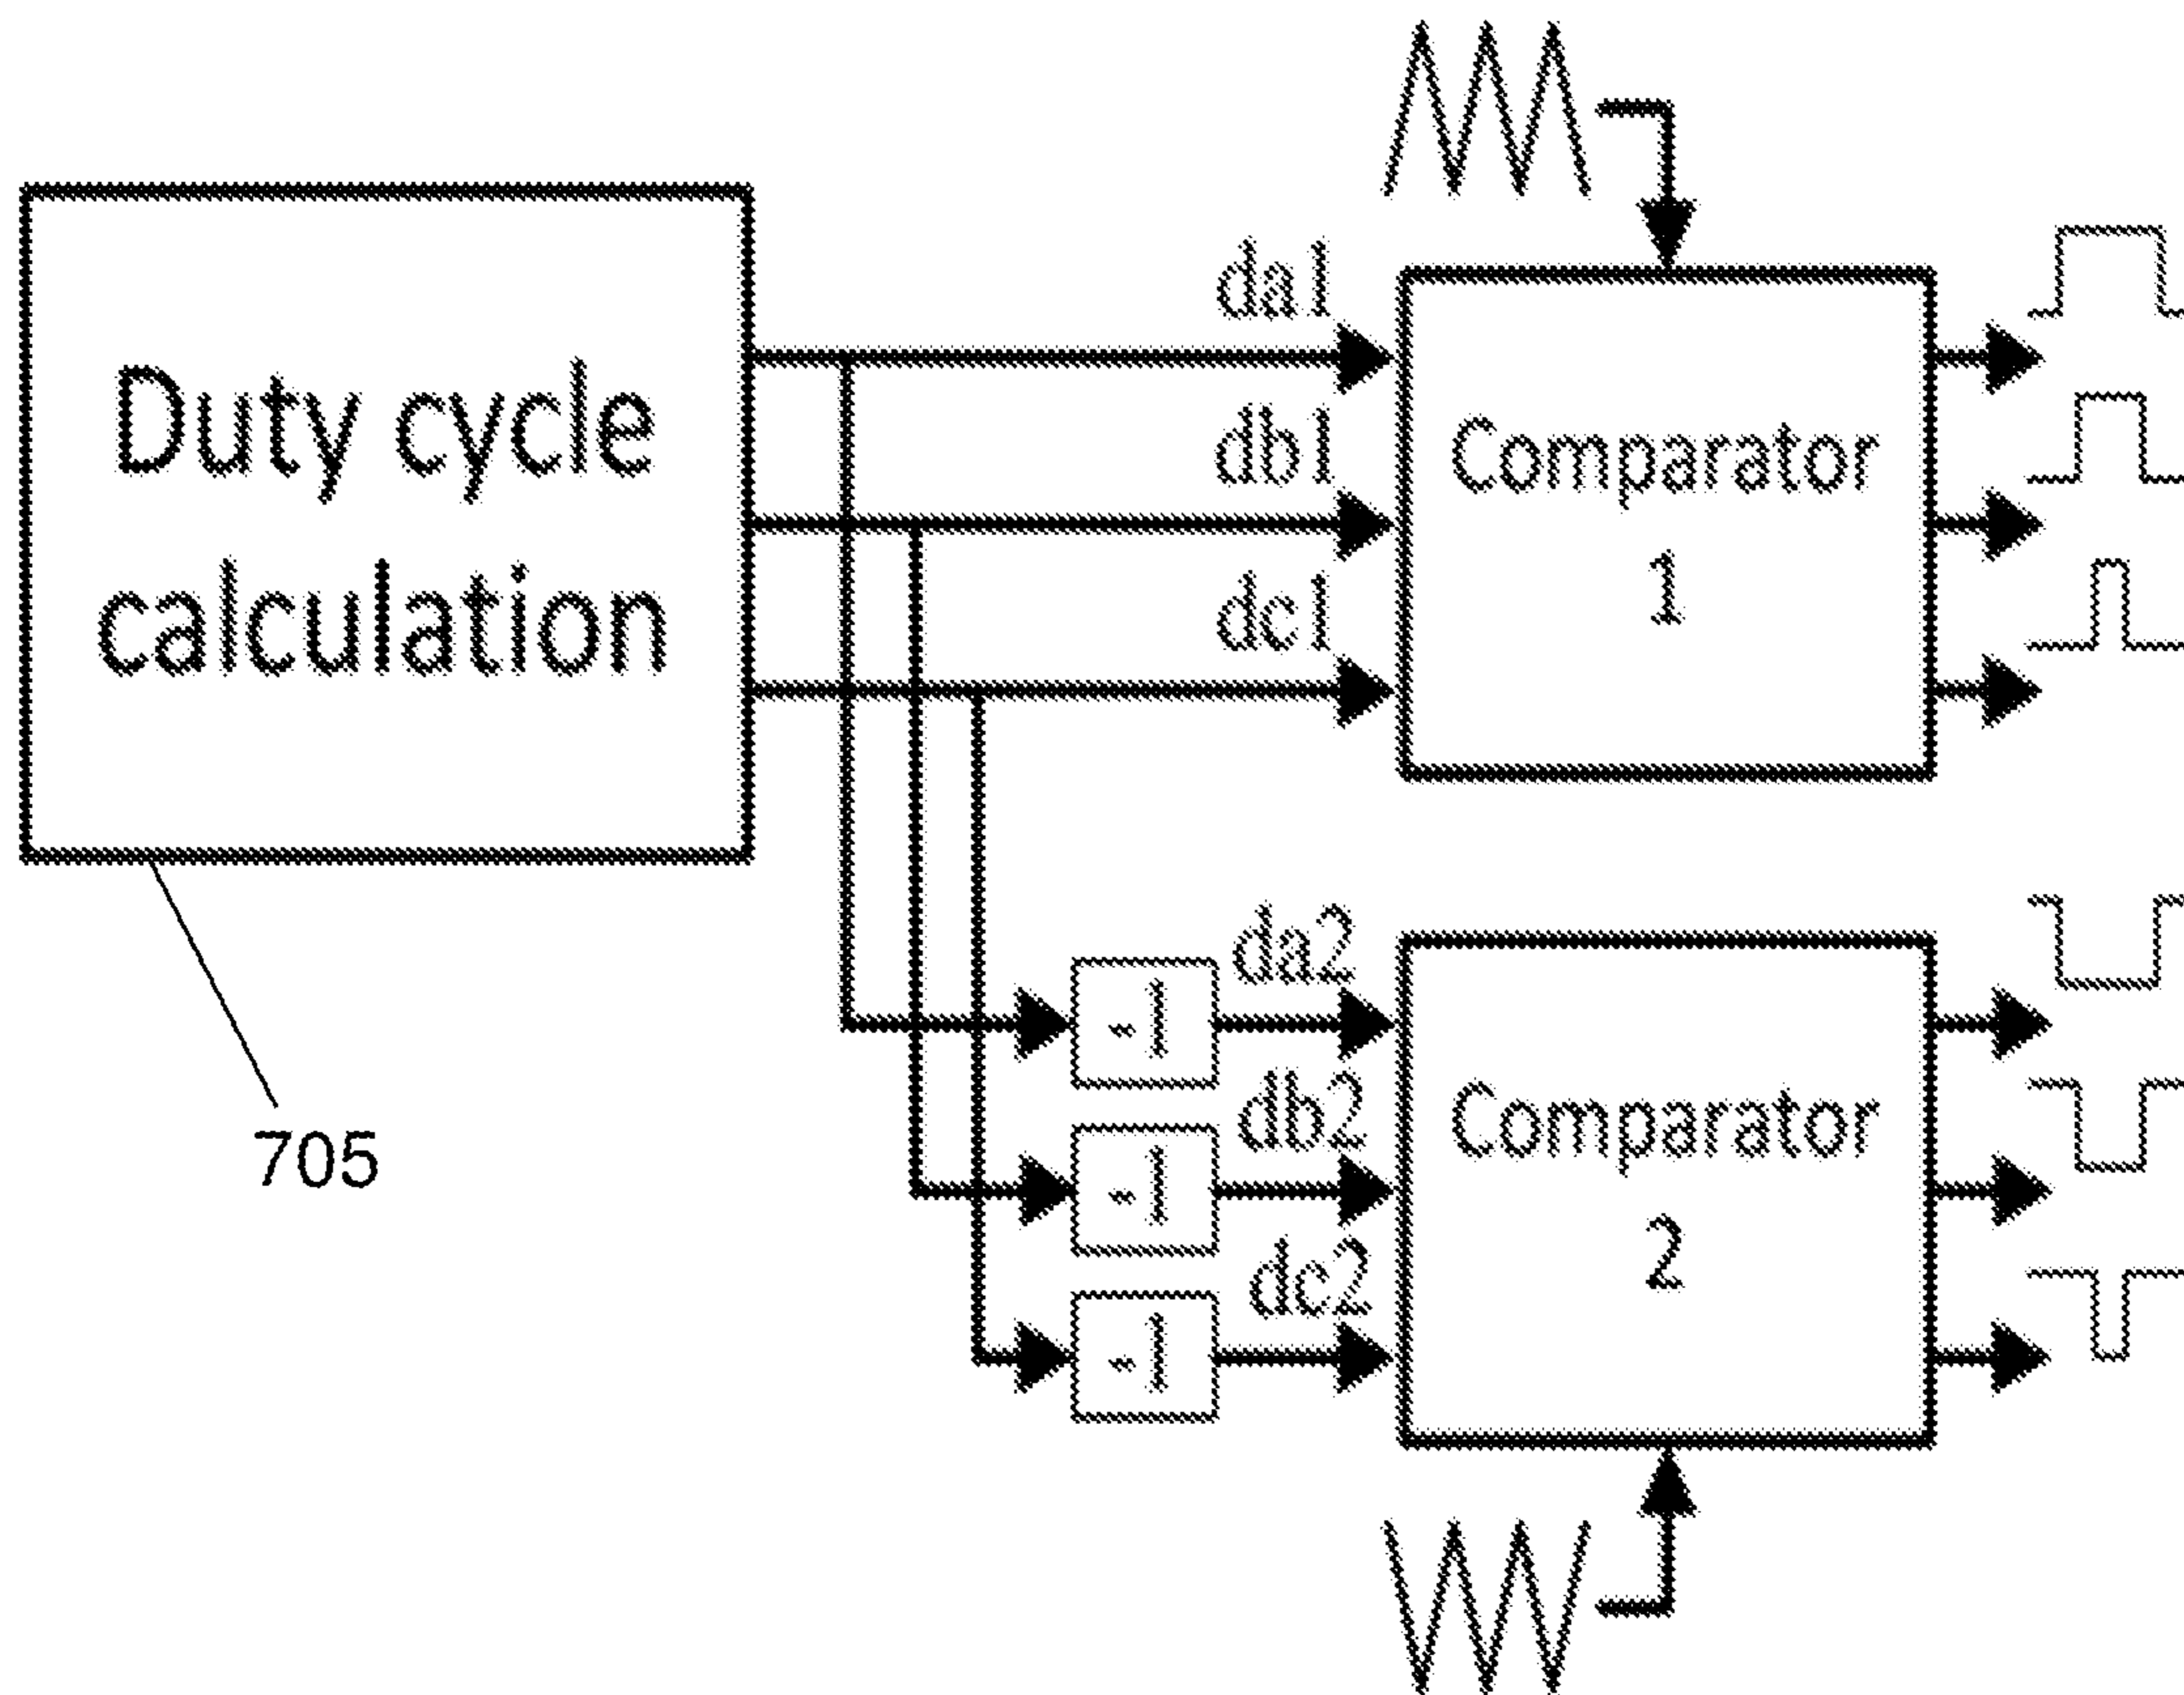 Duty cycle
calculation
705
da1
db1
dc1
Comparator
1
-1
da2
-1
db2
-1
dc2
Comparator
2